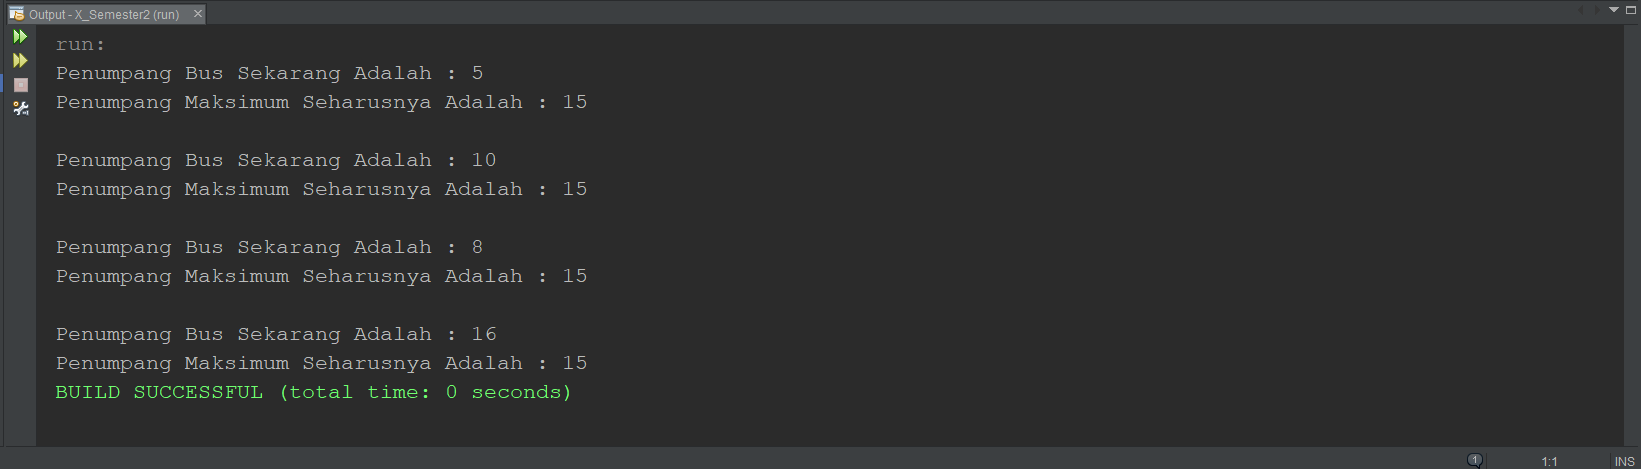 Output - X_Semester2 (run)
run:
Penumpang Bus Sekarang Adalah : 5
Penumpang Maksimum Seharusnya Adalah : 15
Penumpang Bus Sekarang Adalah : 10
Penumpang Maksimum Seharusnya Adalah : 15
Penumpang Bus Sekarang Adalah : 8
Penumpang Maksimum Seharusnya Adalah : 15
Penumpang Bus Sekarang Adalah : 16
Penumpang Maksimum Seharusnya Adalah : 15
BUILD SUCCESSFUL (total time: 0 seconds)
1
1:1
INS